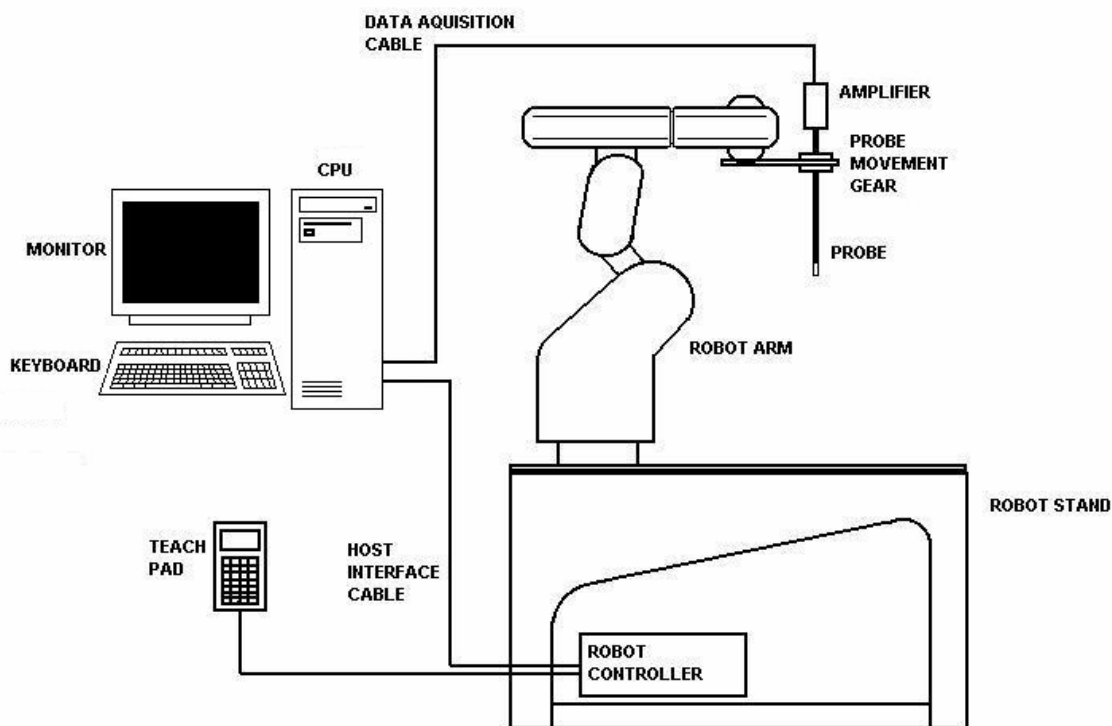 DATA AQUISITION
CABLE
AMPLIFIER
PROBE
MOVEMENT
GEAR
CPU
MONITOR
PROBE
KEYBOARD
ROBOT ARM
ROBOT STAND
TEACH
PAD
HOST
INTERFACE
CABLE
ROBOT
CONTROLLER